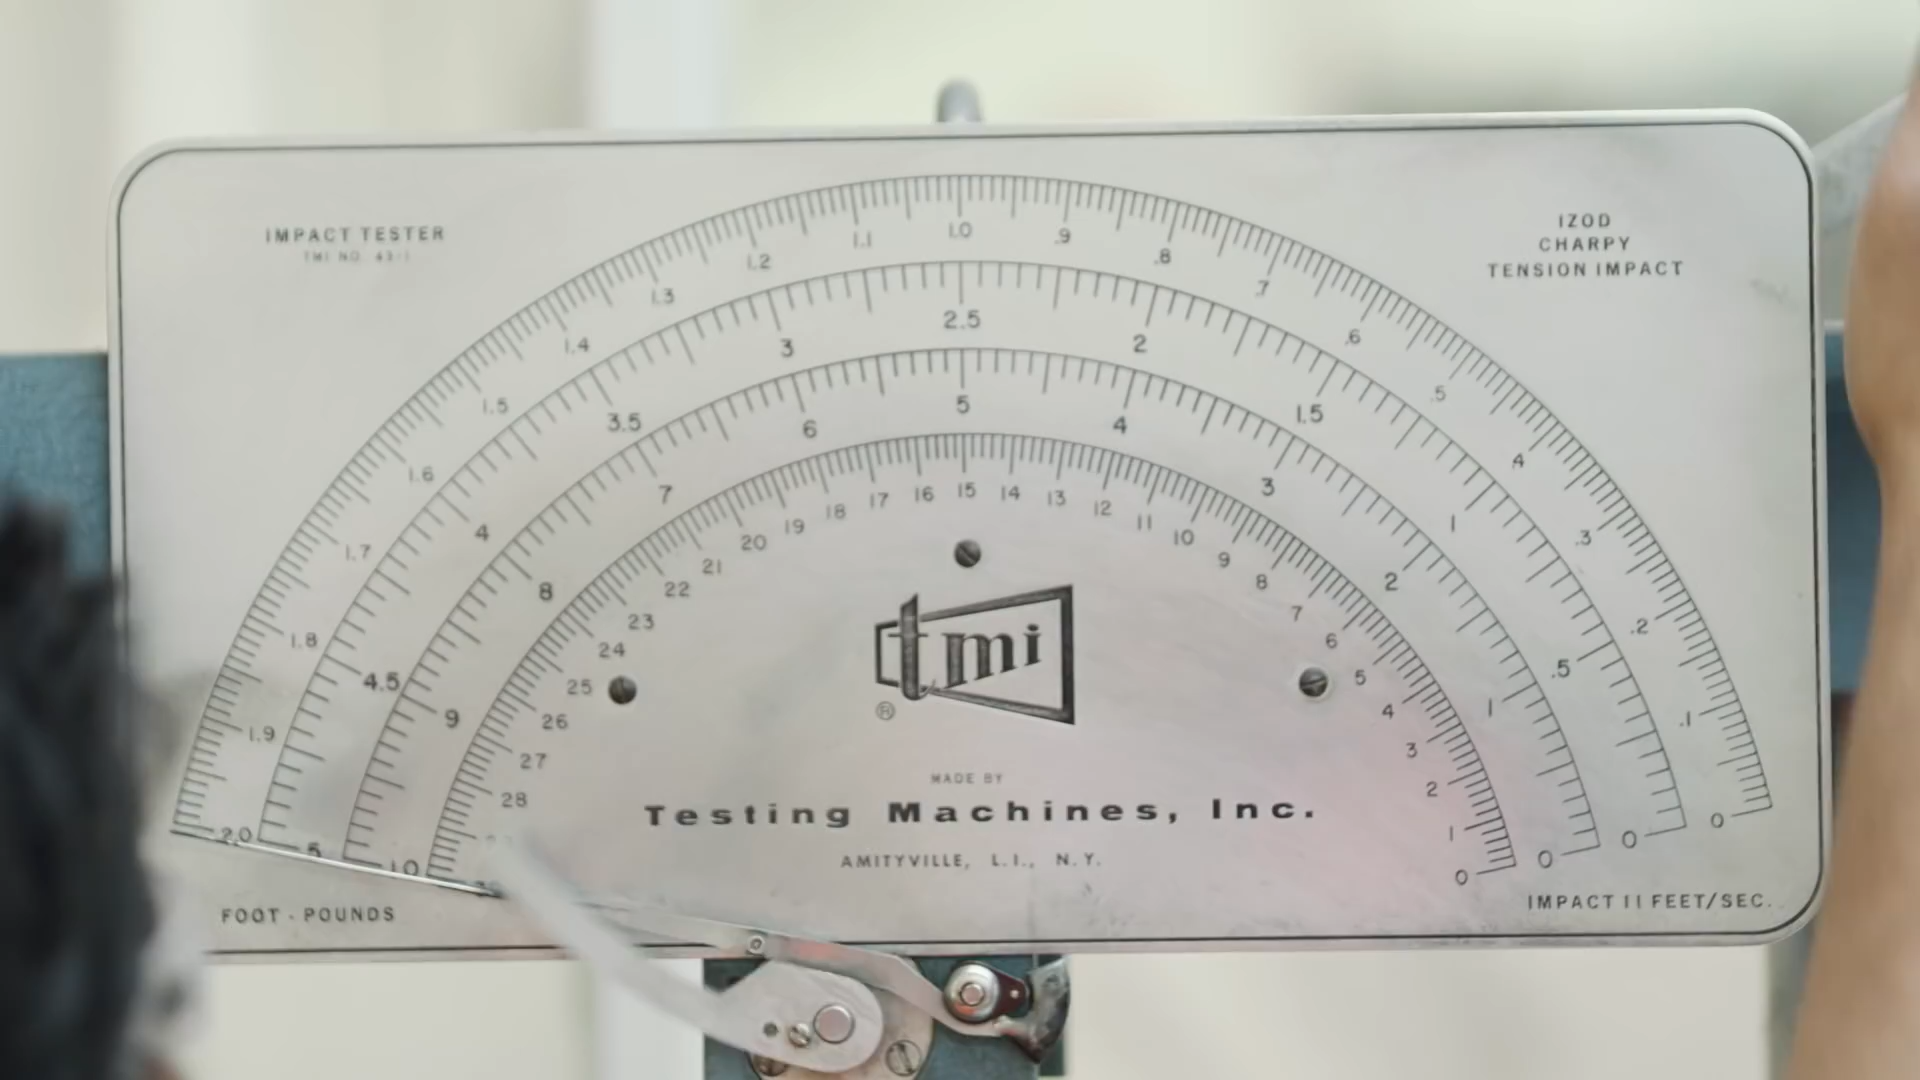 IMPACT TESTER
TMI NO. 43-1
IZOD
CHARPY
TENSION IMPACT
2.0 1.9 1.8 1.7 1.6 1.5 1.4 1.3 1.2 1.1 1.0 .9 .8 .7 .6 .5 .4 .3 .2 .1 0
5 4.5 4 3.5 3 2.5 2 1.5 1 .5 0
10 9 8 7 6 5 4 3 2 1 0
28 27 26 25 24 23 22 21 20 19 18 17 16 15 14 13 12 11 10 9 8 7 6 5 4 3 2 1 0
tmi
®
MADE BY
Testing Machines, Inc.
AMITYVILLE, L.I., N.Y.
FOOT - POUNDS
IMPACT 11 FEET/SEC.